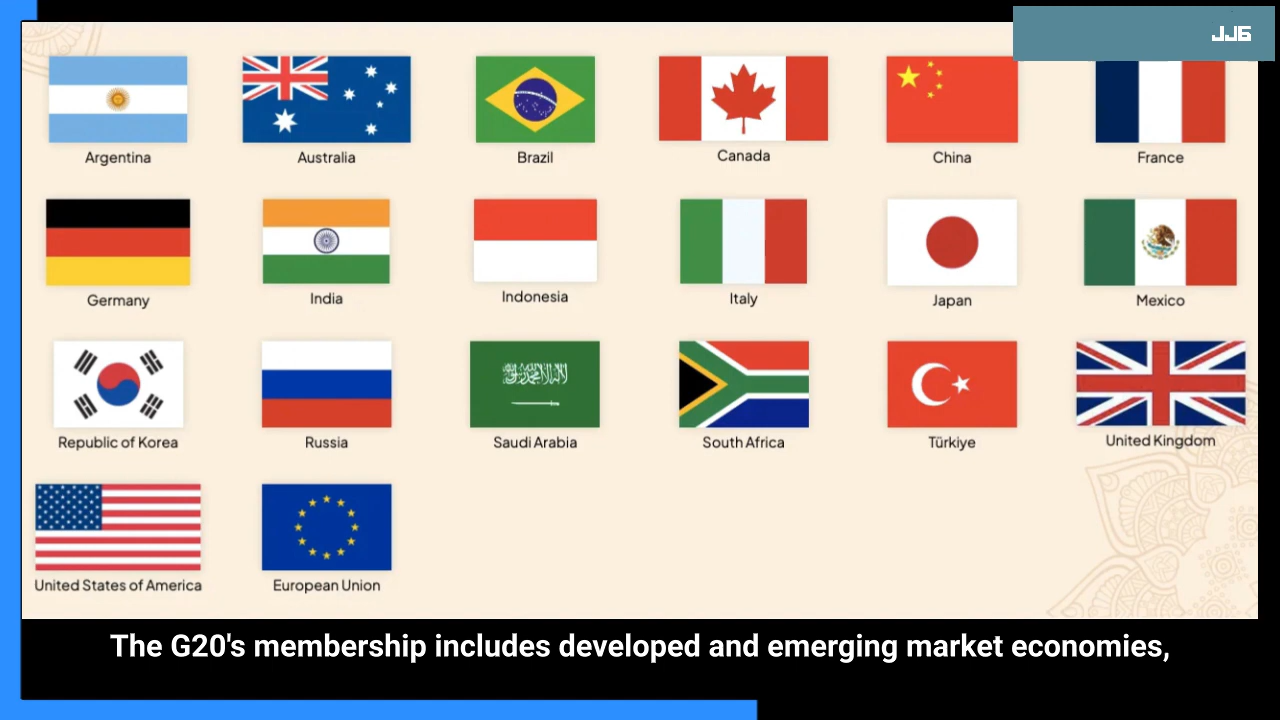 JJ6
Argentina
Australia
Brazil
Canada
China
France
Germany
India
Indonesia
Italy
Japan
Mexico
Republic of Korea
Russia
Saudi Arabia
South Africa
Türkiye
United Kingdom
United States of America
European Union
The G20's membership includes developed and emerging market economies,